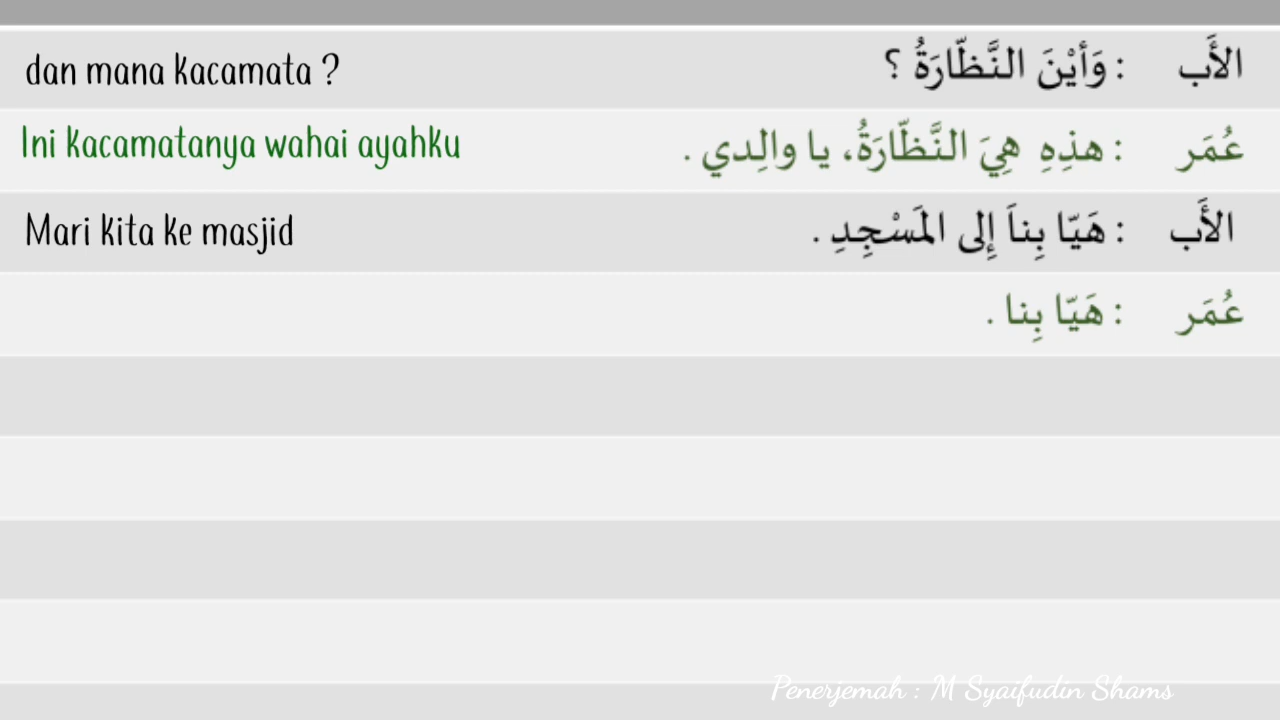 dan mana kacamata ? الأَب : وَأيْنَ النَّظّارَةُ ؟
Ini kacamatanya wahai ayahku عُمَر : هذِهِ هِيَ النَّظّارَةُ، يا والِدي .
Mari kita ke masjid الأَب : هَيّا بِناَ إِلى المَسْجِدِ .
عُمَر : هَيّا بِنا .
Penerjemah : M Syaifudin Shams